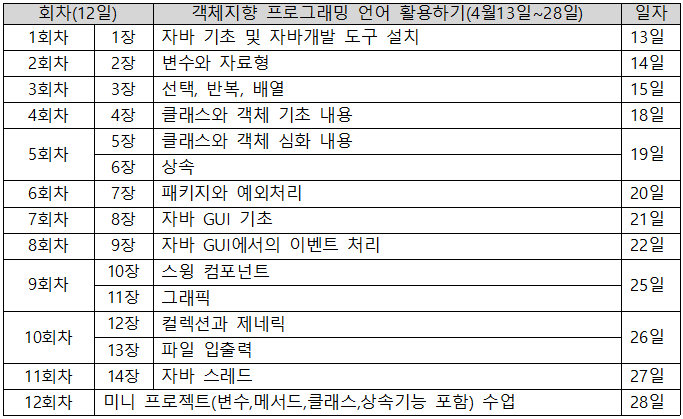 회차(12일) 객체지향 프로그래밍 언어 활용하기(4월13일~28일) 일자
1회차 1장 자바 기초 및 자바개발 도구 설치 13일
2회차 2장 변수와 자료형 14일
3회차 3장 선택, 반복, 배열 15일
4회차 4장 클래스와 객체 기초 내용 18일
5회차 5장 클래스와 객체 심화 내용 19일
6장 상속
6회차 7장 패키지와 예외처리 20일
7회차 8장 자바 GUI 기초 21일
8회차 9장 자바 GUI에서의 이벤트 처리 22일
9회차 10장 스윙 컴포넌트 25일
11장 그래픽
10회차 12장 컬렉션과 제네릭 26일
13장 파일 입출력
11회차 14장 자바 스레드 27일
12회차 미니 프로젝트(변수,메서드,클래스,상속기능 포함) 수업 28일